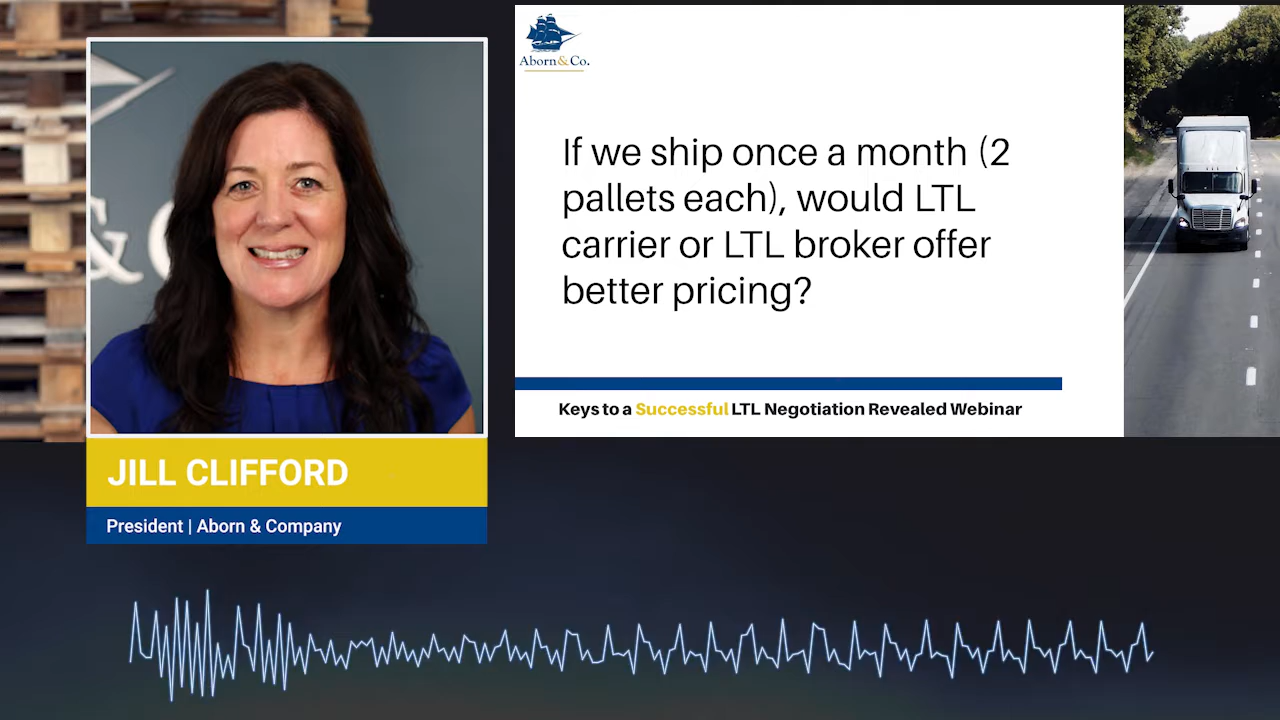 & C
JILL CLIFFORD
President | Aborn & Company
Aborn&Co.
If we ship once a month (2
pallets each), would LTL
carrier or LTL broker offer
better pricing?
Keys to a Successful LTL Negotiation Revealed Webinar